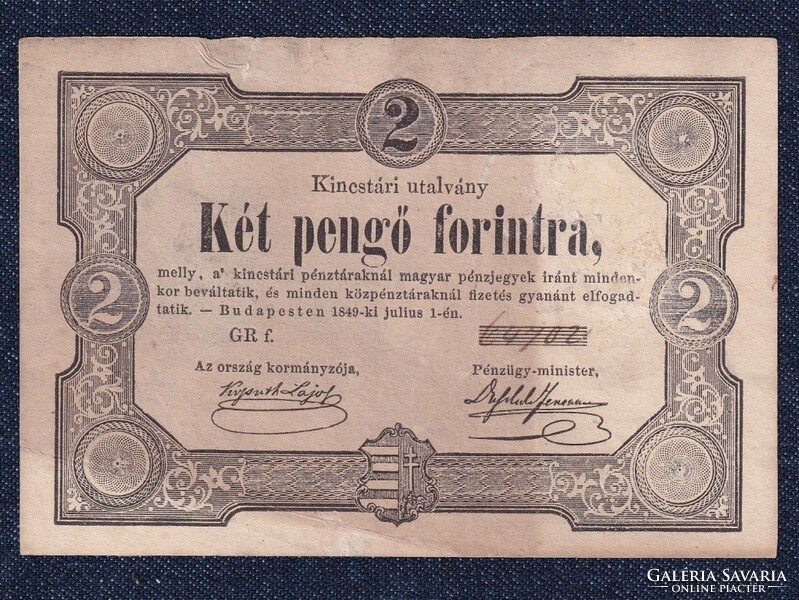 2
Kincstári utalvány
Két pengő forintra,
2
melly, a' kincstári pénztáraknál magyar pénzjegyek iránt minden-
kor beváltatik, és minden közpénztáraknál fizetés gyanánt elfogad-
tatik. — Budapesten 1849-ki julius 1-én.
2
GR f.
Az ország kormányzója,
Pénzügy-minister,
Kossuth Lajos
GALÉRIA SAVARIA
ONLINE PIACTÉR